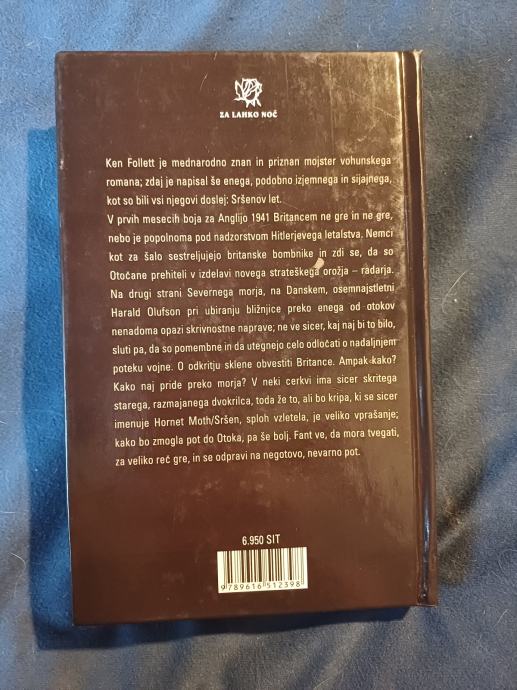 ZA LAHKO NOČ
Ken Follett je mednarodno znan in priznan mojster vohunskega
romana; zdaj je napisal še enega, podobno izjemnega in sijajnega,
kot so bili vsi njegovi doslej: Sršenov let.
V prvih mesecih boja za Anglijo 1941 Britancem ne gre in ne gre,
nebo je popolnoma pod nadzorstvom Hitlerjevega letalstva. Nemci
kot za šalo sestreljujejo britanske bombnike in zdi se, da so
Otočane prehiteli v izdelavi novega strateškega orožja – radarja.
Na drugi strani Severnega morja, na Danskem, osemnajstletni
Harald Olufson pri ubiranju bližnjice preko enega od otokov
nenadoma opazi skrivnostne naprave; ne ve sicer, kaj naj bi to bilo,
sluti pa, da so pomembne in da utegnejo celo odločati o nadaljnjem
poteku vojne. O odkritju sklene obvestiti Britance. Ampak kako?
Kako naj pride preko morja? V neki cerkvi ima sicer skritega
starega, razmajanega dvokrilca, toda že to, ali bo kripa, ki se sicer
imenuje Hornet Moth/Sršen, sploh vzletela, je veliko vprašanje;
kako bo zmogla pot do Otoka, pa še bolj. Fant ve, da mora tvegati,
za veliko reč gre, in se odpravi na negotovo, nevarno pot.
6.950 SIT
9789616512398